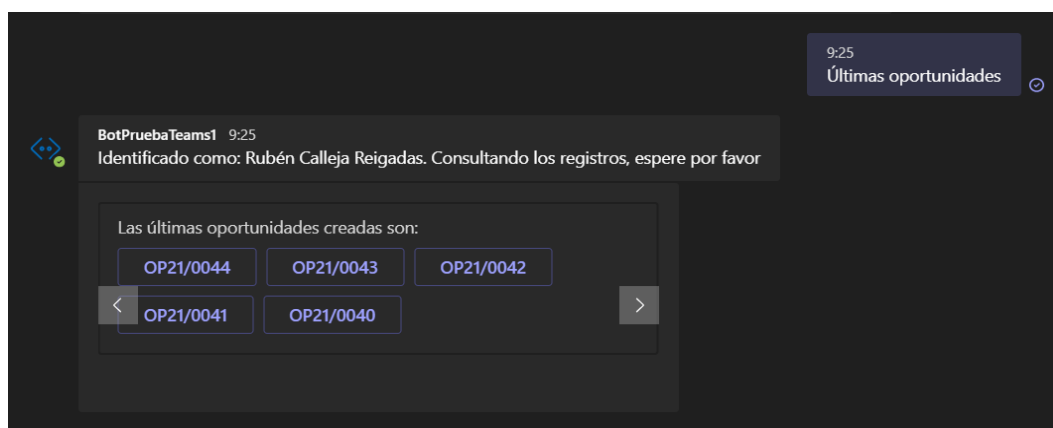 9:25
Últimas oportunidades
BotPruebaTeams1 9:25
Identificado como: Rubén Calleja Reigadas. Consultando los registros, espere por favor
Las últimas oportunidades creadas son:
OP21/0044 OP21/0043 OP21/0042
OP21/0041 OP21/0040